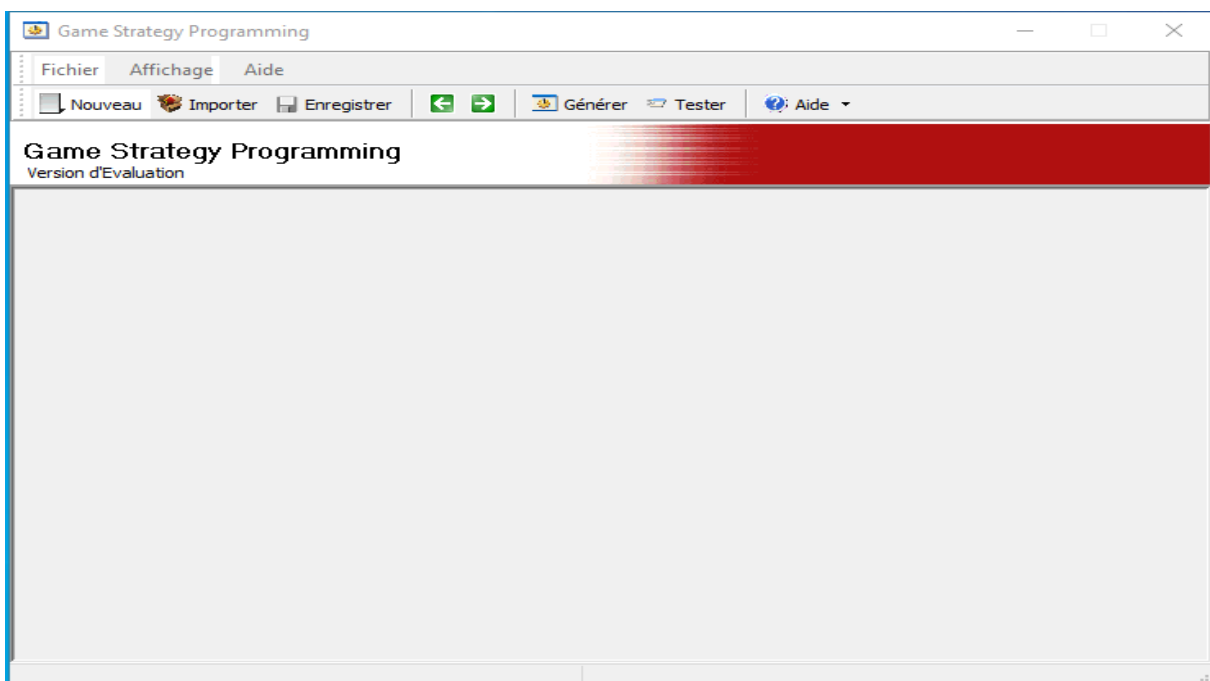 Game Strategy Programming
Fichier Affichage Aide
Nouveau Importer Enregistrer Générer Tester Aide
Game Strategy Programming
Version d'Evaluation